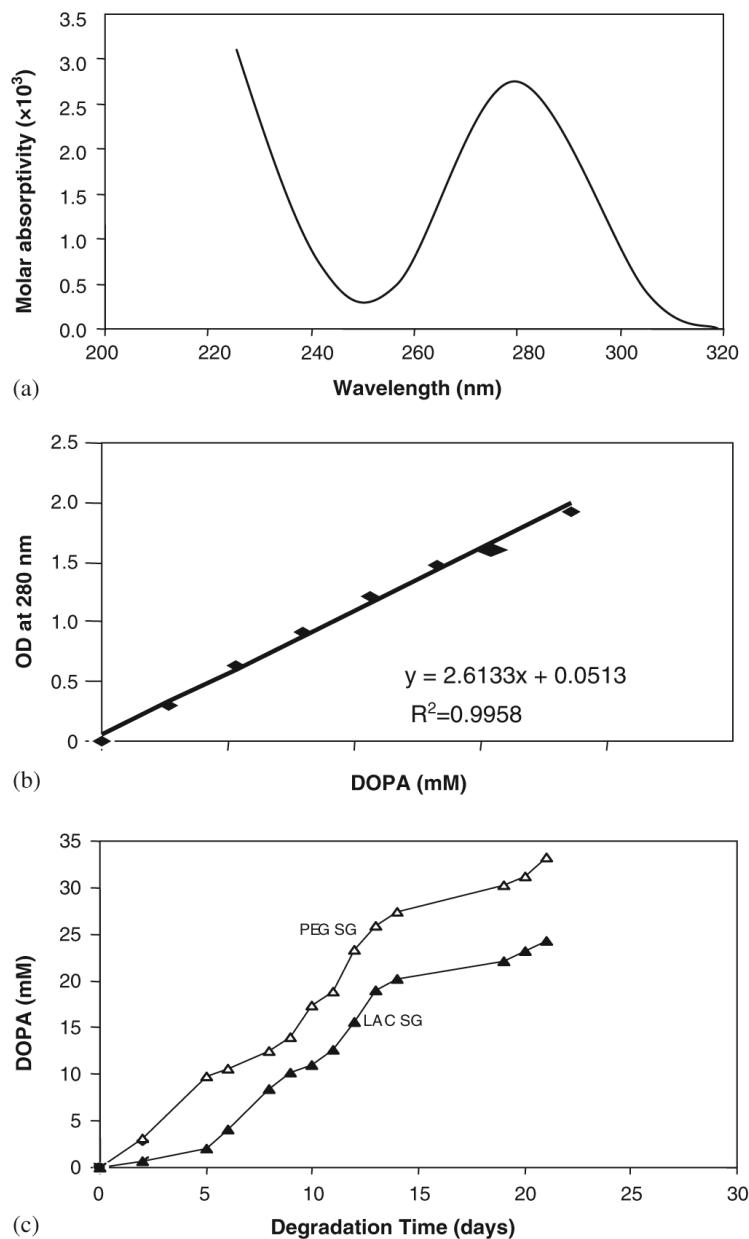 Molar absorptivity (×10³)
3.5
3.0
2.5
2.0
1.5
1.0
0.5
0.0
200 220 240 260 280 300 320
Wavelength (nm)
(a)
OD at 280 nm
2.5
2.0
1.5
1.0
0.5
0
y = 2.6133x + 0.0513
R²=0.9958
DOPA (mM)
(b)
DOPA (mM)
35
30
25
20
15
10
5
0
PEG SG
LAC SG
0 5 10 15 20 25 30
Degradation Time (days)
(c)